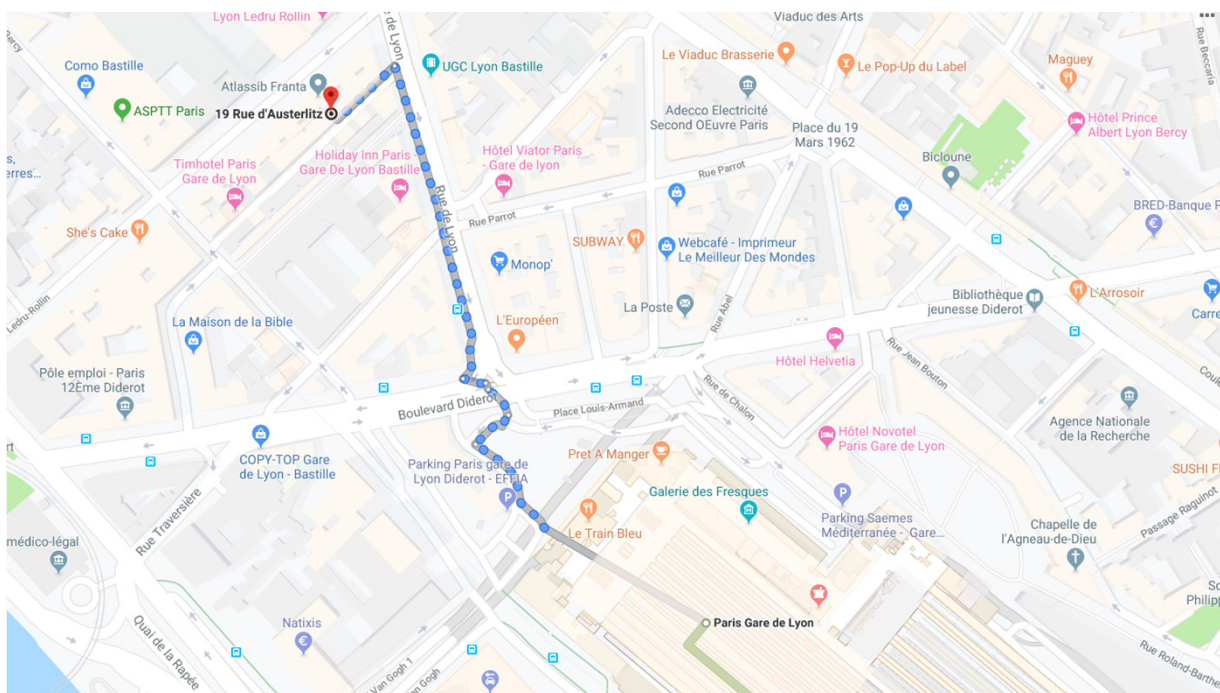 Lyon Ledru Rollin
Bercy
de Lyon
Viaduc des Arts
Rue Beccaria
Como Bastille
Atlassib Franta
UGC Lyon Bastille
Le Viaduc Brasserie
Le Pop-Up du Label
Maguey
ASPTT Paris
19 Rue d'Austerlitz
Adecco Electricité
Second OEuvre Paris
Place du 19
Mars 1962
Hôtel Prince
Albert Lyon Bercy
Timhotel Paris
Gare de Lyon
Holiday Inn Paris -
Gare De Lyon Bastille
Hôtel Viator Paris
- Gare de lyon
Bicloune
Rue Parrot
Rue Parrot
Rue de Lyon
BRED-Banque P
She's Cake
SUBWAY
Webcafé - Imprimeur
Le Meilleur Des Mondes
Monop'
Ledru-Rollin
La Maison de la Bible
L'Européen
La Poste
Rue Abel
Bibliothèque
jeunesse Diderot
L'Arrosoir
Carre
Pôle emploi - Paris
12Ème Diderot
Hôtel Helvetia
Rue Jean Bouton
Coul
Boulevard Diderot
Place Louis-Armand
Rue de Chalon
Agence Nationale
de la Recherche
Hôtel Novotel
Paris Gare de Lyon
COPY-TOP Gare
de Lyon - Bastille
Parking Paris gare de
Lyon Diderot - EFFIA
Pret A Manger
Galerie des Fresques
SUSHI F
Rue Traversière
Le Train Bleu
Parking Saemes
Méditerranée - Gare...
Chapelle de
l'Agneau-de-Dieu
Passage Raguinot
médico-légal
Natixis
Paris Gare de Lyon
Philip
Quai de la Rapée
Van Gogh 1
Rue Roland-Barthe